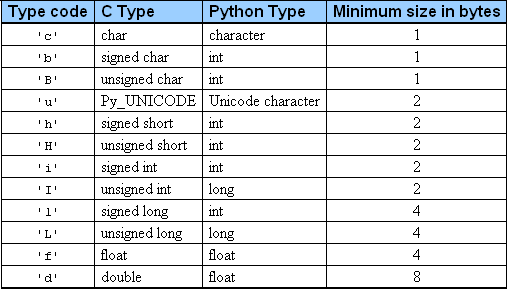 Type code C Type Python Type Minimum size in bytes
'c' char character 1
'b' signed char int 1
'B' unsigned char int 1
'u' Py_UNICODE Unicode character 2
'h' signed short int 2
'H' unsigned short int 2
'i' signed int int 2
'I' unsigned int long 2
'l' signed long int 4
'L' unsigned long long 4
'f' float float 4
'd' double float 8